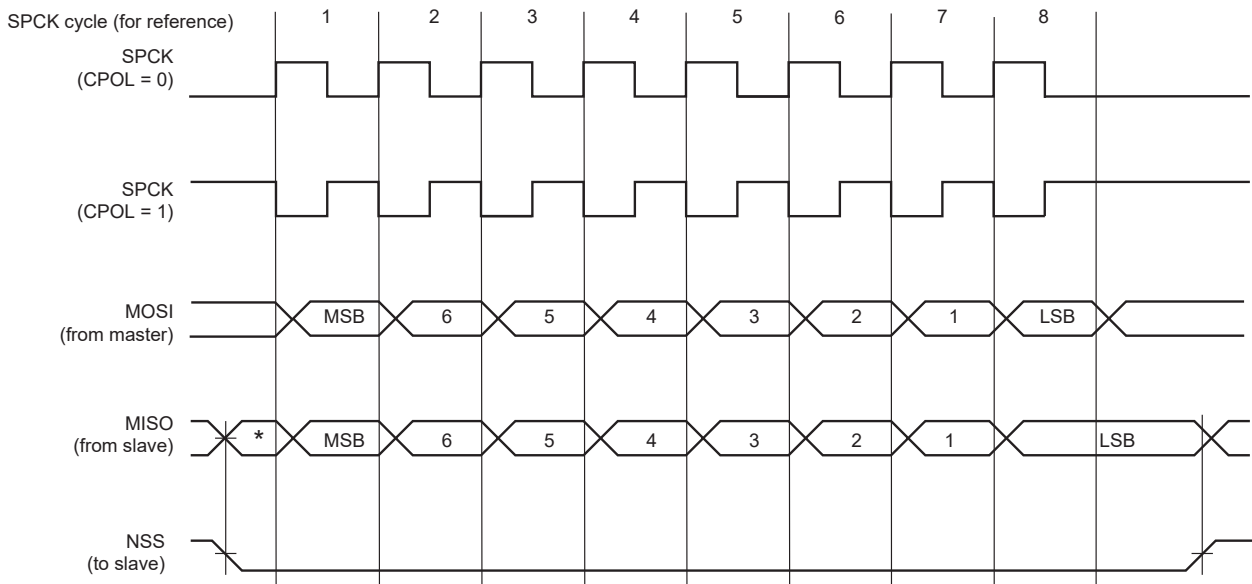 SPCK cycle (for reference)
1 2 3 4 5 6 7 8
SPCK
(CPOL = 0)
SPCK
(CPOL = 1)
MOSI
(from master)
MSB 6 5 4 3 2 1 LSB
MISO
(from slave)
* MSB 6 5 4 3 2 1 LSB
NSS
(to slave)